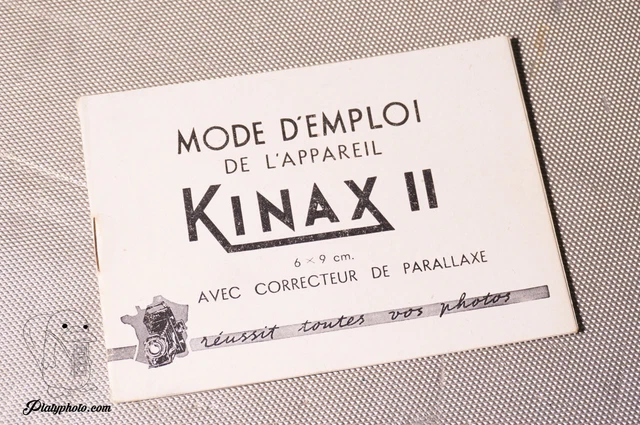 MODE D'EMPLOI
DE L'APPAREIL
KINAX II
6 × 9 cm.
AVEC CORRECTEUR DE PARALLAXE
réussit toutes vos photos
Platyphoto.com